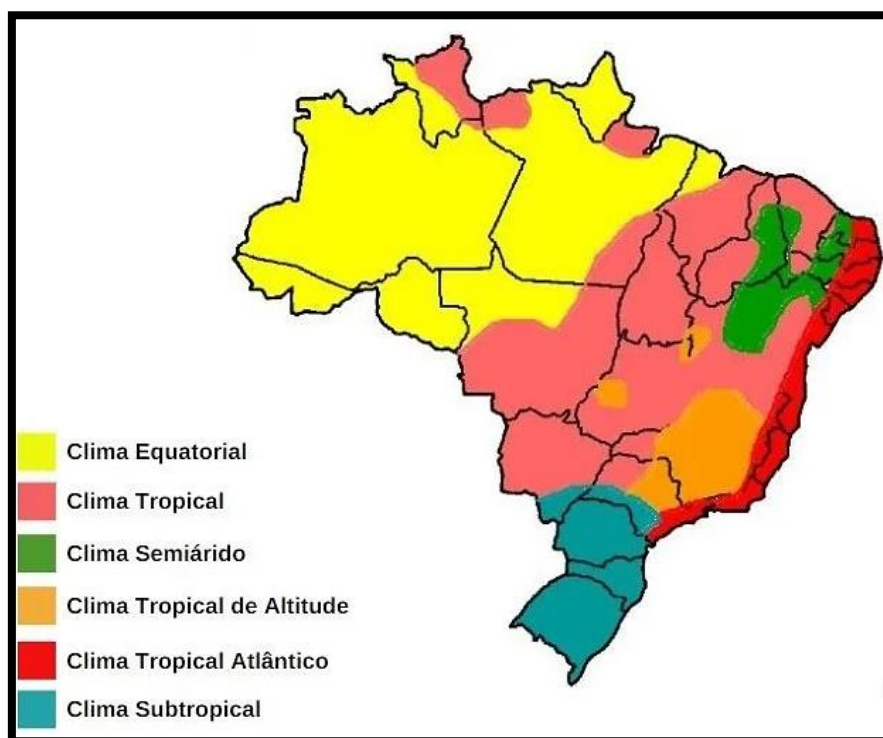 Clima Equatorial
Clima Tropical
Clima Semiárido
Clima Tropical de Altitude
Clima Tropical Atlântico
Clima Subtropical